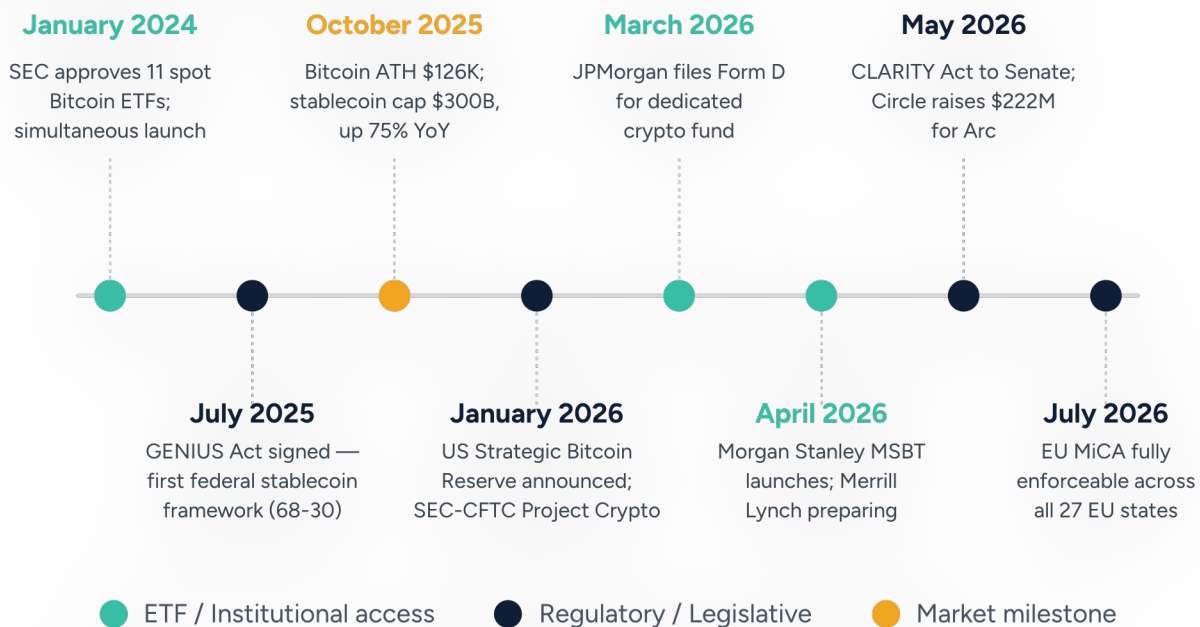 January 2024
SEC approves 11 spot
Bitcoin ETFs;
simultaneous launch
October 2025
Bitcoin ATH $126K;
stablecoin cap $300B,
up 75% YoY
March 2026
JPMorgan files Form D
for dedicated
crypto fund
May 2026
CLARITY Act to Senate;
Circle raises $222M
for Arc
July 2025
GENIUS Act signed —
first federal stablecoin
framework (68-30)
January 2026
US Strategic Bitcoin
Reserve announced;
SEC-CFTC Project Crypto
April 2026
Morgan Stanley MSBT
launches; Merrill
Lynch preparing
July 2026
EU MiCA fully
enforceable across
all 27 EU states
ETF / Institutional access
Regulatory / Legislative
Market milestone